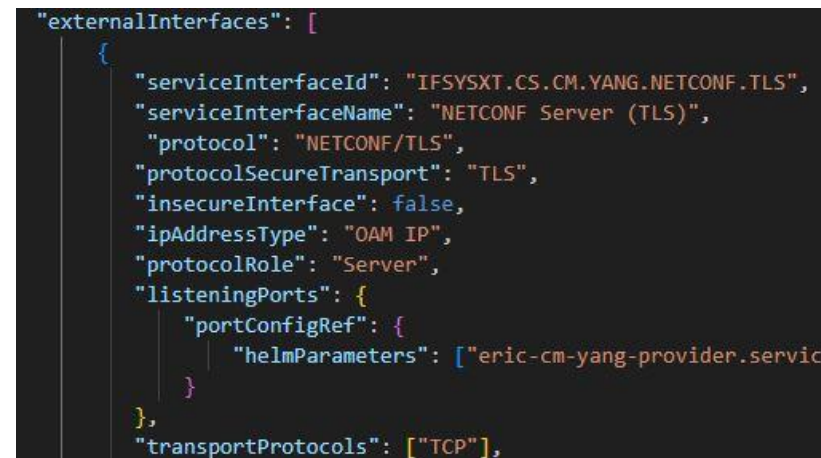 "externalInterfaces": [
{
"serviceInterfaceId": "IFSYSXT.CS.CM.YANG.NETCONF.TLS",
"serviceInterfaceName": "NETCONF Server (TLS)",
"protocol": "NETCONF/TLS",
"protocolSecureTransport": "TLS",
"insecureInterface": false,
"ipAddressType": "OAM IP",
"protocolRole": "Server",
"listeningPorts": {
"portConfigRef": {
"helmParameters": ["eric-cm-yang-provider.servic
}
},
"transportProtocols": ["TCP"],